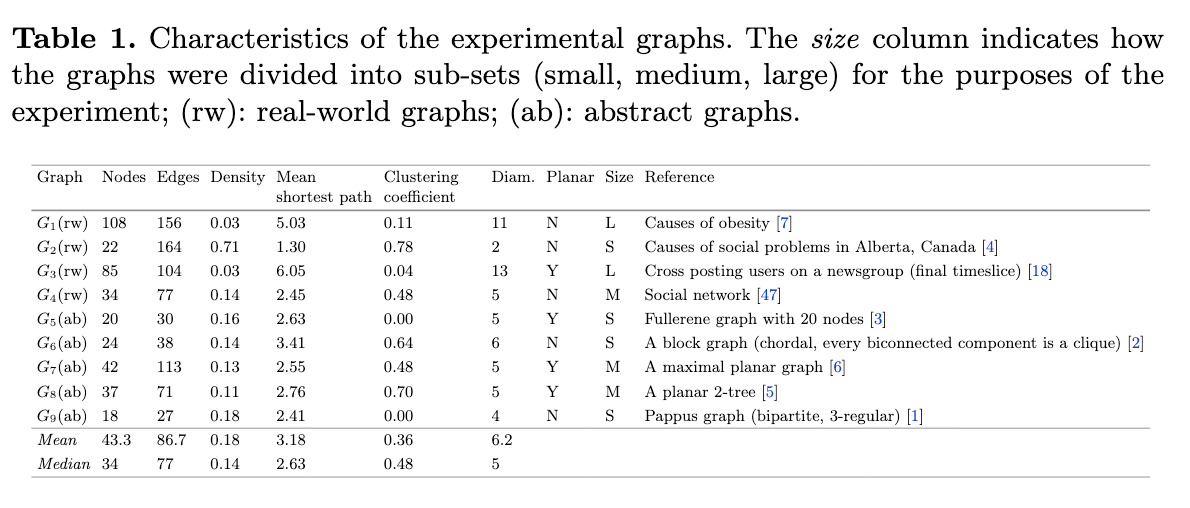 Table 1. Characteristics of the experimental graphs. The size column indicates how
the graphs were divided into sub-sets (small, medium, large) for the purposes of the
experiment; (rw): real-world graphs; (ab): abstract graphs.
Graph Nodes Edges Density Mean shortest path Clustering coefficient Diam. Planar Size Reference
G₁(rw) 108 156 0.03 5.03 0.11 11 N L Causes of obesity [7]
G₂(rw) 22 164 0.71 1.30 0.78 2 N S Causes of social problems in Alberta, Canada [4]
G₃(rw) 85 104 0.03 6.05 0.04 13 Y L Cross posting users on a newsgroup (final timeslice) [18]
G₄(rw) 34 77 0.14 2.45 0.48 5 N M Social network [47]
G₅(ab) 20 30 0.16 2.63 0.00 5 Y S Fullerene graph with 20 nodes [3]
G₆(ab) 24 38 0.14 3.41 0.64 6 N S A block graph (chordal, every biconnected component is a clique) [2]
G₇(ab) 42 113 0.13 2.55 0.48 5 Y M A maximal planar graph [6]
G₈(ab) 37 71 0.11 2.76 0.70 5 Y M A planar 2-tree [5]
G₉(ab) 18 27 0.18 2.41 0.00 4 N S Pappus graph (bipartite, 3-regular) [1]
Mean 43.3 86.7 0.18 3.18 0.36 6.2
Median 34 77 0.14 2.63 0.48 5